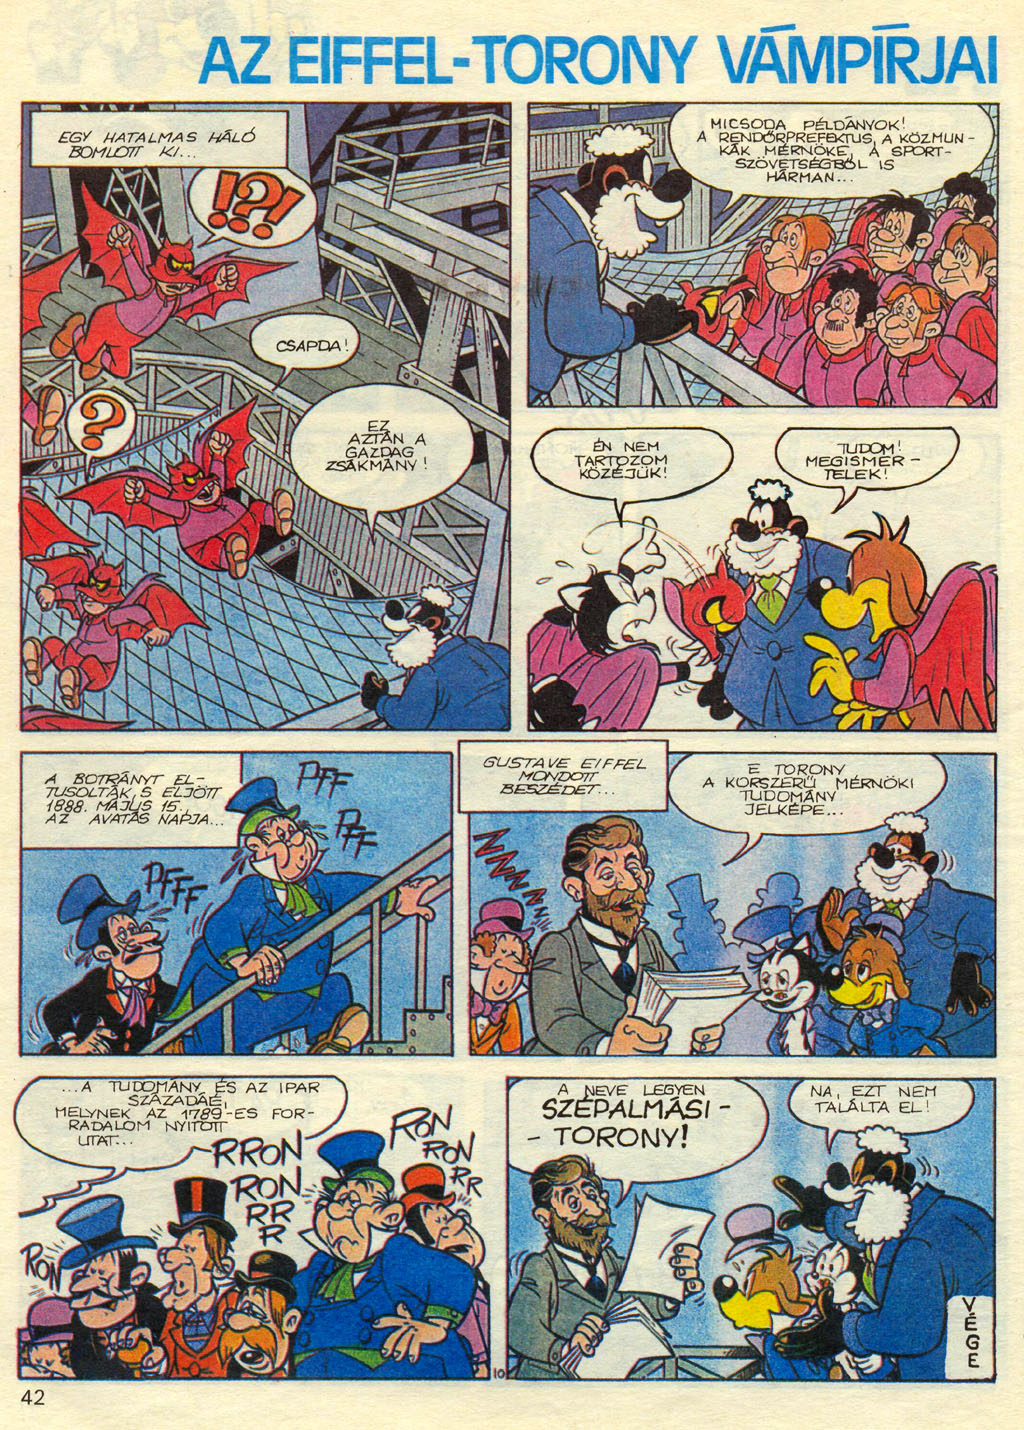 AZ EIFFEL-TORONY VÁMPÍRJAI
EGY HATALMAS HÁLÓ
BOMLOTT KI...
!?!
CSAPDA!
?
EZ
AZTÁN A
GAZDAG
ZSÁKMÁNY!
MICSODA PÉLDÁNYOK!
A RENDŐRPREFEKTUS, A KÖZMUN-
KÁK MÉRNÖKE, A SPORT-
SZÖVETSÉGBŐL IS
HÁRMAN...
ÉN NEM
TARTOZOM
KÖZÉJÜK!
TUDOM!
MEGISMER-
TELEK!
A BOTRÁNYT EL-
TUSOLTÁK, S ELJÖTT
1888. MÁJUS 15.,
AZ AVATÁS NAPJA...
PFF
PFF
PFFF
GUSTAVE EIFFEL
MONDOTT
BESZÉDET...
E TORONY
A KORSZERŰ MÉRNÖKI
TUDOMÁNY
JELKÉPE...
NNNNNNN
...A TUDOMÁNY ÉS AZ IPAR
SZÁZADÁÉ,
MELYNEK AZ 1789-ES FOR-
RADALOM NYITOTT
UTAT...
RRON
RON
RR
R
RON
RON
RR
RON
10
A NEVE LEGYEN
SZÉPALMÁSI-
-TORONY!
NA, EZT NEM
TALÁLTA EL!
VÉGE
42